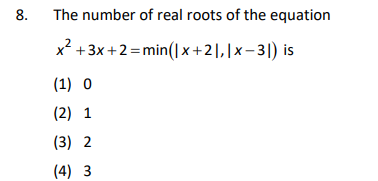 8. The number of real roots of the equation
x² + 3x + 2 = min(|x + 2|, |x − 3|) is
(1) 0
(2) 1
(3) 2
(4) 3